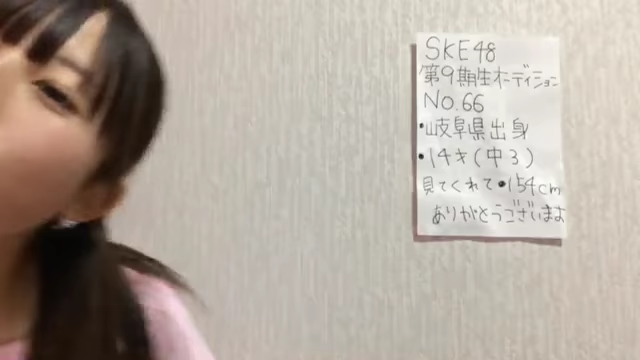 SKE48
第9期生オーディション
No.66
•岐阜県出身
•14才(中3)
見てくれて•154cm
ありがとうございます